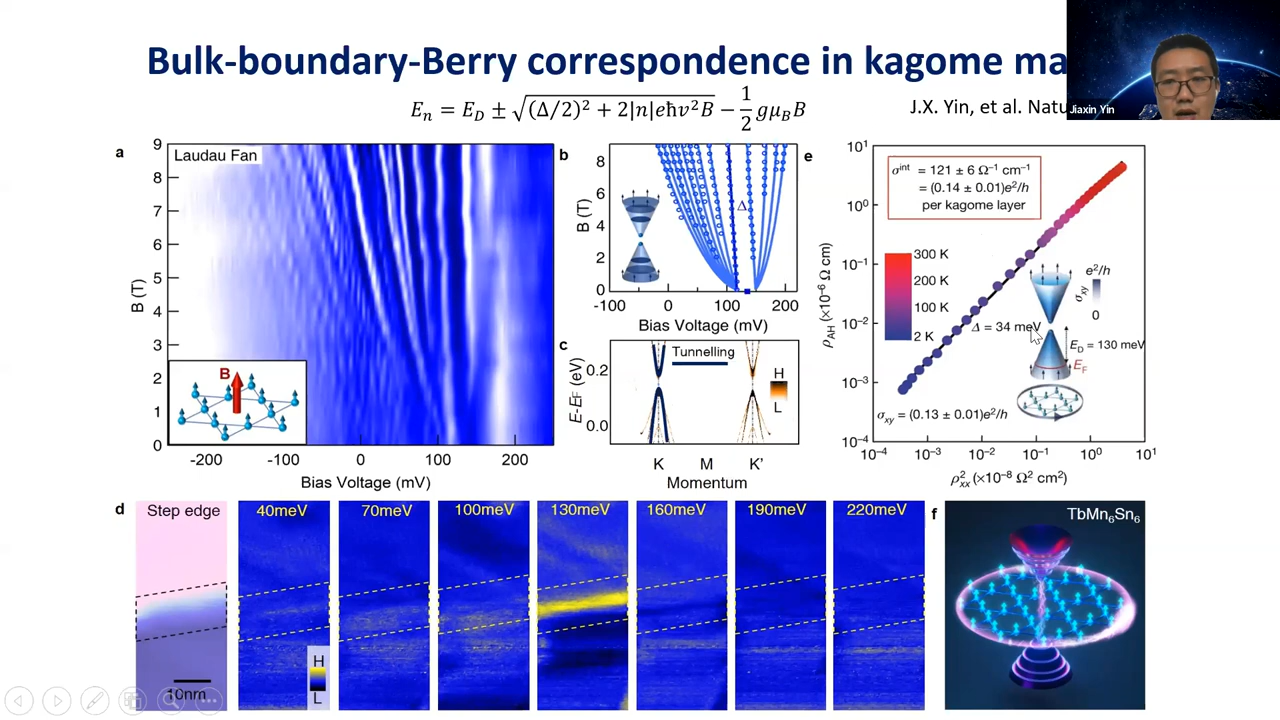 Bulk-boundary-Berry correspondence in kagome
E_n = E_D ± √((Δ/2)² + 2|n|eħv²B) − 1/2 gμ_B B
J.X. Yin, et al.
Jiaxin Yin
a
Laudau Fan
9
8
7
6
5
4
3
2
1
0
B (T)
B
-200 -100 0 100 200
Bias Voltage (mV)
b
8
6
4
2
0
B (T)
Δ
-100 0 100 200
Bias Voltage (mV)
c
Tunnelling
0.2
0.0
E-E_F (eV)
H
L
K M K'
Momentum
e
10¹
10⁰
10⁻¹
10⁻²
10⁻³
10⁻⁴
ρ_AH (×10⁻⁶ Ω cm)
σ^int = 121 ± 6 Ω⁻¹ cm⁻¹
= (0.14 ± 0.01)e²/h
per kagome layer
300 K
200 K
100 K
2 K
e²/h
σ_xy
0
Δ = 34 meV
E_D = 130 meV
E_F
σ_xy = (0.13 ± 0.01)e²/h
10⁻⁴ 10⁻³ 10⁻² 10⁻¹ 10⁰ 10¹
ρ²_xx (×10⁻⁸ Ω² cm²)
d
Step edge
10nm
40meV
H
L
70meV
100meV
130meV
160meV
190meV
220meV
f
TbMn₆Sn₆